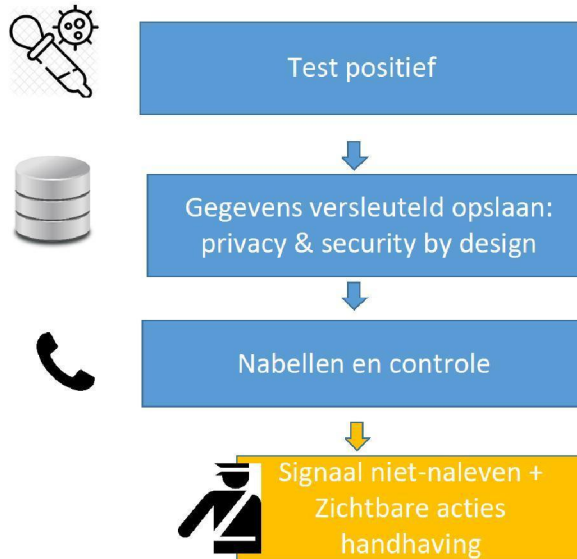 Test positief
Gegevens versleuteld opslaan:
privacy & security by design
Nabellen en controle
Signaal niet-naleven +
Zichtbare acties
handhaving